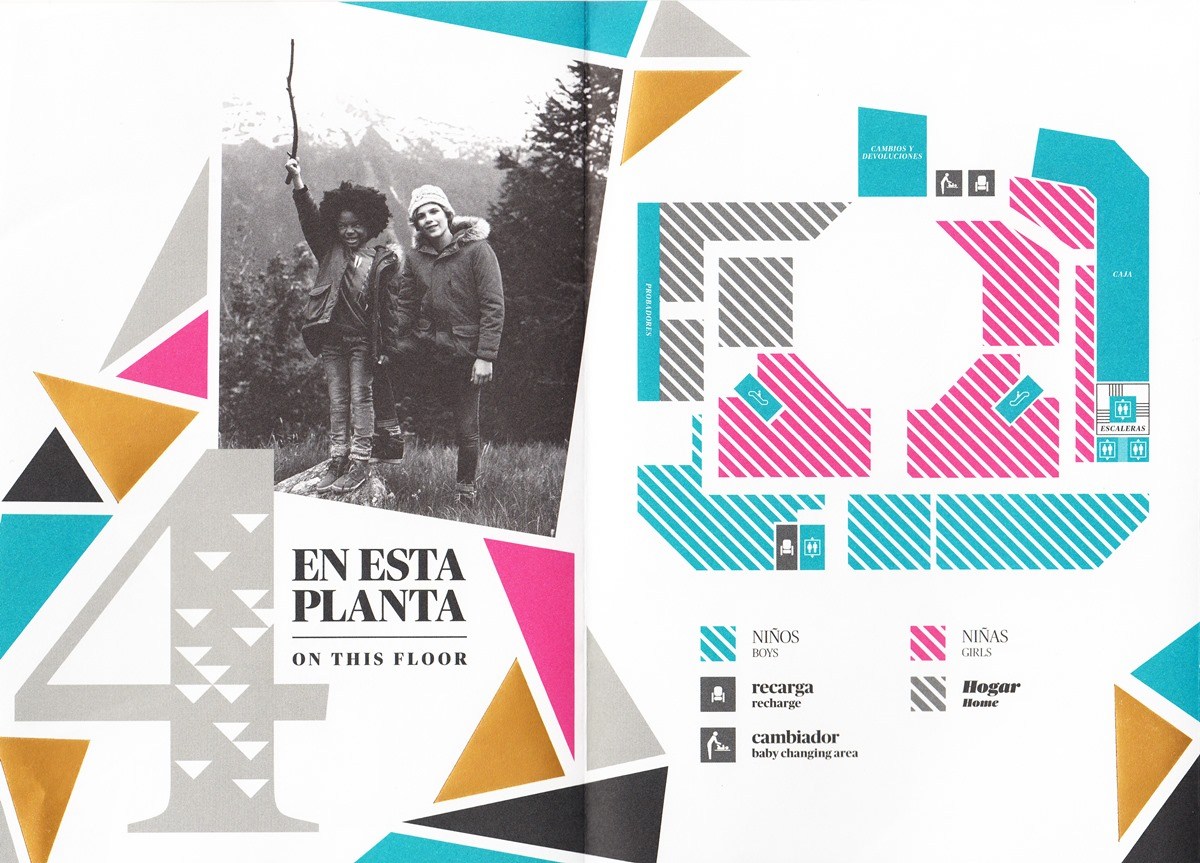 4
EN ESTA
PLANTA
ON THIS FLOOR
CAMBIOS Y
DEVOLUCIONES
PROBADORES
CAJA
ESCALERAS
NIÑOS
BOYS
NIÑAS
GIRLS
recarga
recharge
Hogar
Home
cambiador
baby changing area